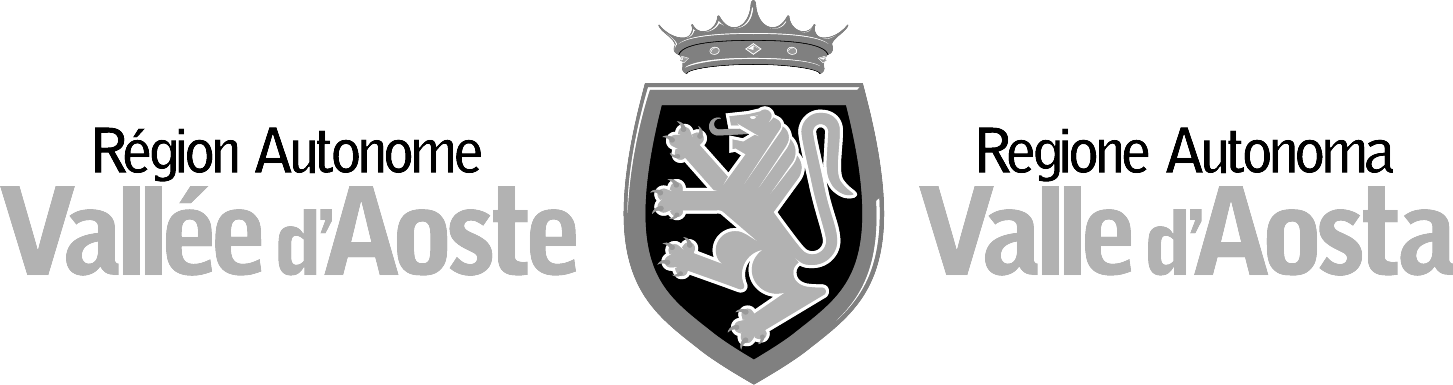 Région Autonome
Vallée d'Aoste
Regione Autonoma
Valle d'Aosta